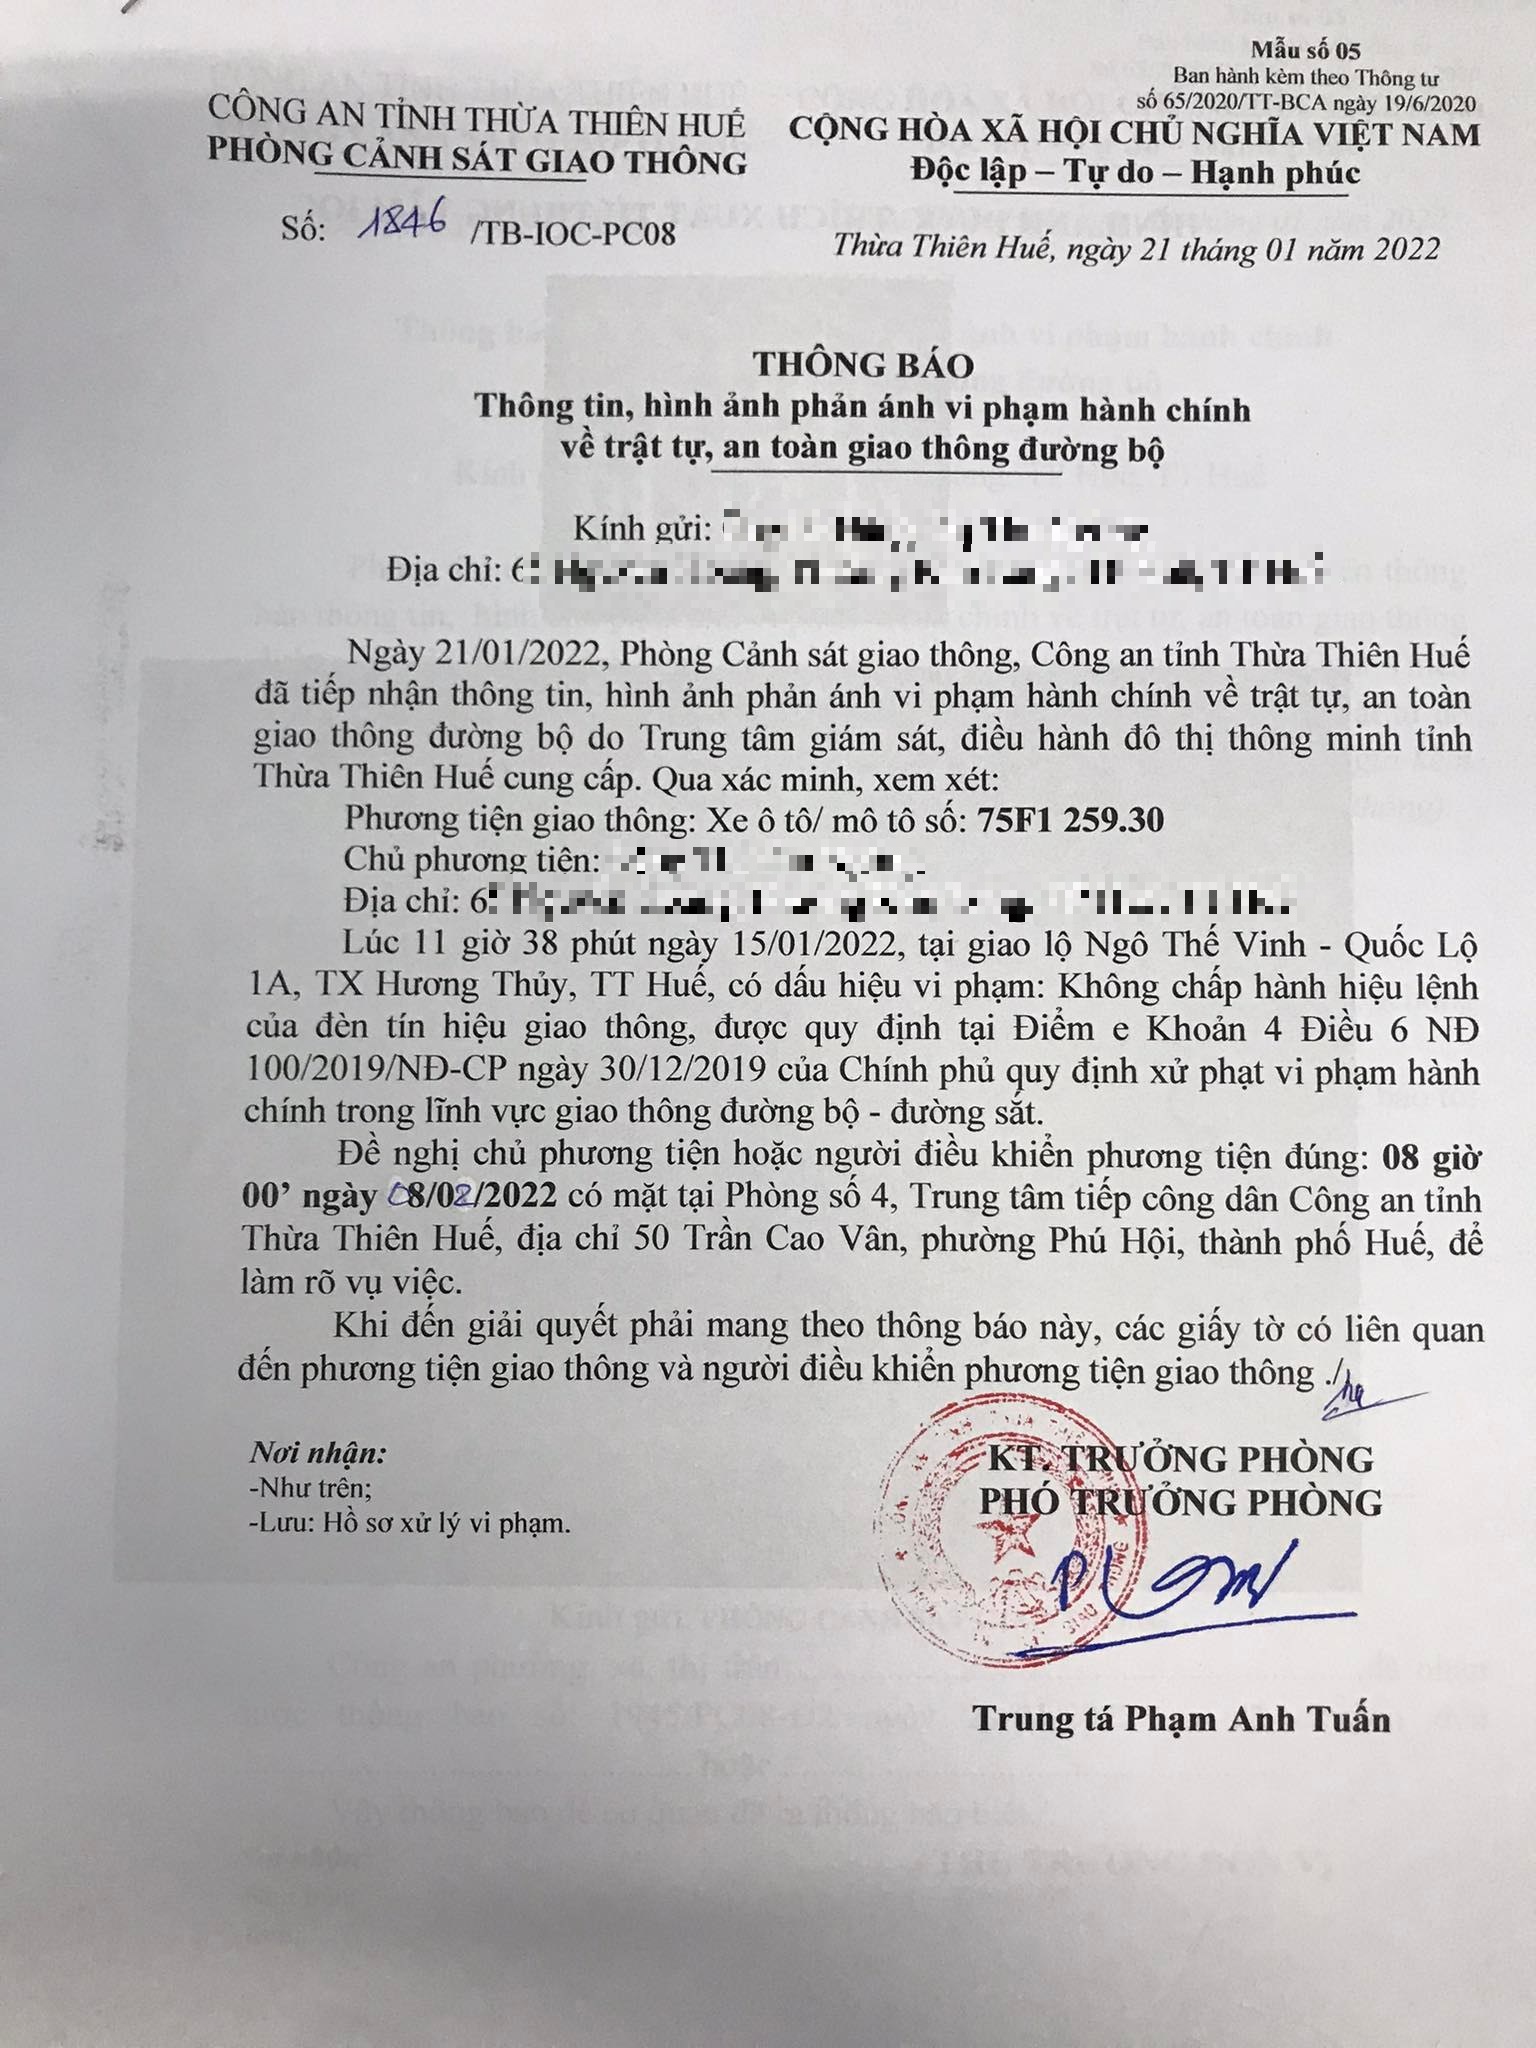 Mẫu số 05
Ban hành kèm theo Thông tư
số 65/2020/TT-BCA ngày 19/6/2020
CÔNG AN TỈNH THỪA THIÊN HUẾ
PHÒNG CẢNH SÁT GIAO THÔNG
CỘNG HÒA XÃ HỘI CHỦ NGHĨA VIỆT NAM
Độc lập – Tự do – Hạnh phúc
Số: 1846 /TB-IOC-PC08
Thừa Thiên Huế, ngày 21 tháng 01 năm 2022
THÔNG BÁO
Thông tin, hình ảnh phản ánh vi phạm hành chính
về trật tự, an toàn giao thông đường bộ
Kính gửi:
Địa chỉ: 6
Ngày 21/01/2022, Phòng Cảnh sát giao thông, Công an tỉnh Thừa Thiên Huế
đã tiếp nhận thông tin, hình ảnh phản ánh vi phạm hành chính về trật tự, an toàn
giao thông đường bộ do Trung tâm giám sát, điều hành đô thị thông minh tỉnh
Thừa Thiên Huế cung cấp. Qua xác minh, xem xét:
Phương tiện giao thông: Xe ô tô/ mô tô số: 75F1 259.30
Chủ phương tiên:
Địa chỉ: 6
Lúc 11 giờ 38 phút ngày 15/01/2022, tại giao lộ Ngô Thế Vinh - Quốc Lộ
1A, TX Hương Thủy, TT Huế, có dấu hiệu vi phạm: Không chấp hành hiệu lệnh
của đèn tín hiệu giao thông, được quy định tại Điểm e Khoản 4 Điều 6 NĐ
100/2019/NĐ-CP ngày 30/12/2019 của Chính phủ quy định xử phạt vi phạm hành
chính trong lĩnh vực giao thông đường bộ - đường sắt.
Đề nghị chủ phương tiện hoặc người điều khiển phương tiện đúng: 08 giờ
00’ ngày 08/02/2022 có mặt tại Phòng số 4, Trung tâm tiếp công dân Công an tỉnh
Thừa Thiên Huế, địa chỉ 50 Trần Cao Vân, phường Phú Hội, thành phố Huế, để
làm rõ vụ việc.
Khi đến giải quyết phải mang theo thông báo này, các giấy tờ có liên quan
đến phương tiện giao thông và người điều khiển phương tiện giao thông ./
Nơi nhận:
-Như trên;
-Lưu: Hồ sơ xử lý vi phạm.
KT. TRƯỞNG PHÒNG
PHÓ TRƯỞNG PHÒNG
Trung tá Phạm Anh Tuấn